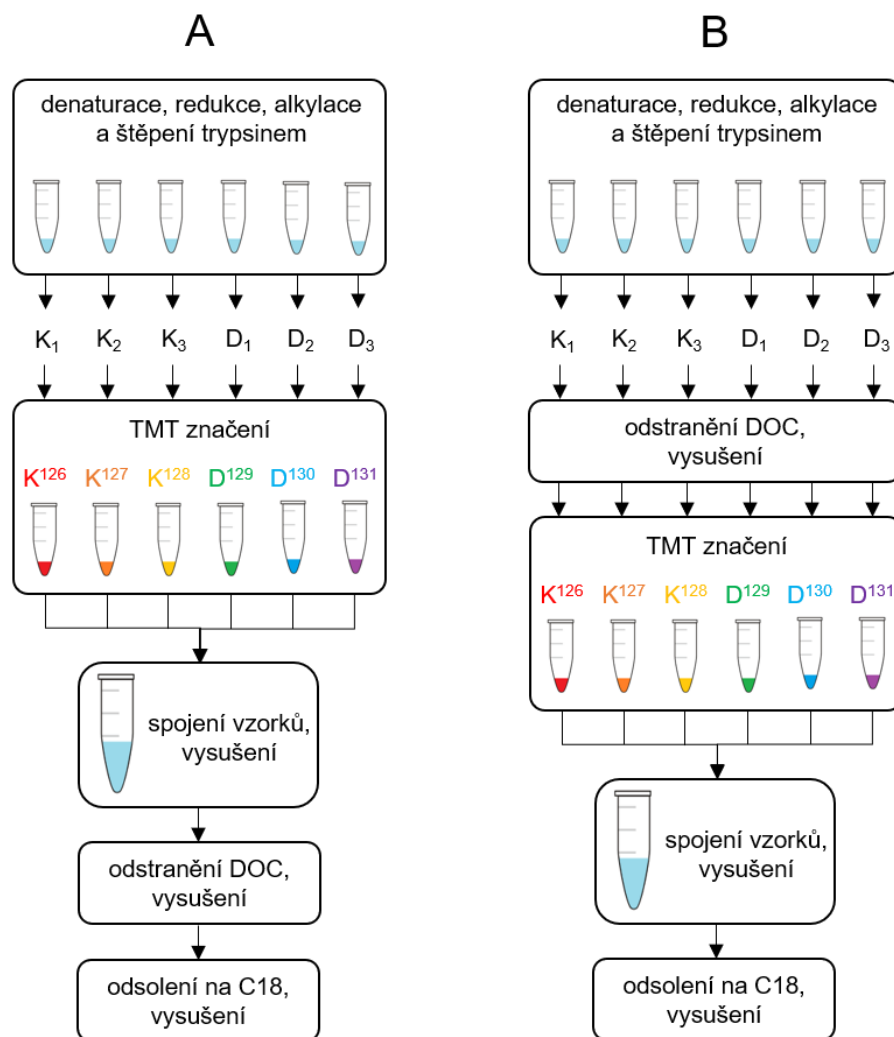 A
denaturace, redukce, alkylace
a štěpení trypsinem
K₁ K₂ K₃ D₁ D₂ D₃
TMT značení
K¹²⁶ K¹²⁷ K¹²⁸ D¹²⁹ D¹³⁰ D¹³¹
spojení vzorků,
vysušení
odstranění DOC,
vysušení
odsolení na C18,
vysušení
B
denaturace, redukce, alkylace
a štěpení trypsinem
K₁ K₂ K₃ D₁ D₂ D₃
odstranění DOC,
vysušení
TMT značení
K¹²⁶ K¹²⁷ K¹²⁸ D¹²⁹ D¹³⁰ D¹³¹
spojení vzorků,
vysušení
odsolení na C18,
vysušení